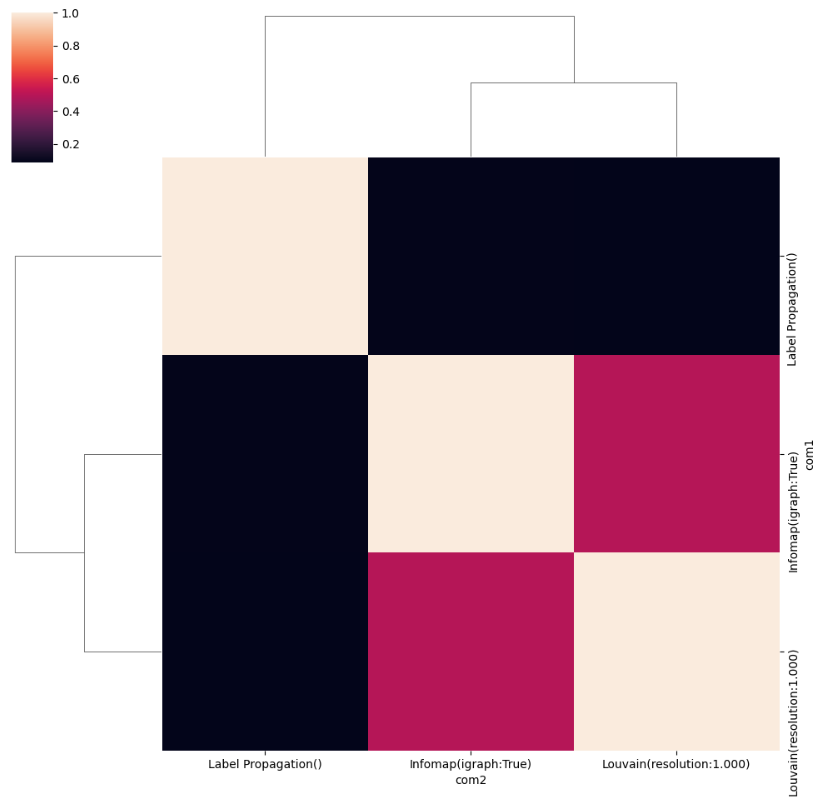 1.0
0.8
0.6
0.4
0.2
Label Propagation()
Infomap(igraph:True)
Louvain(resolution:1.000)
com1
Label Propagation()
Infomap(igraph:True)
Louvain(resolution:1.000)
com2